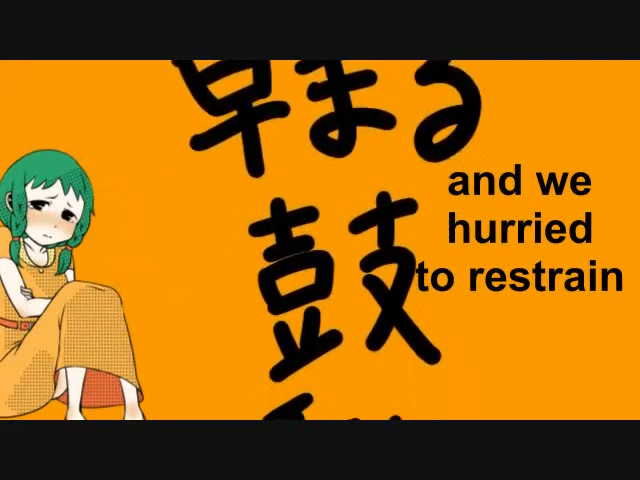 早まる
鼓
and we
hurried
to restrain